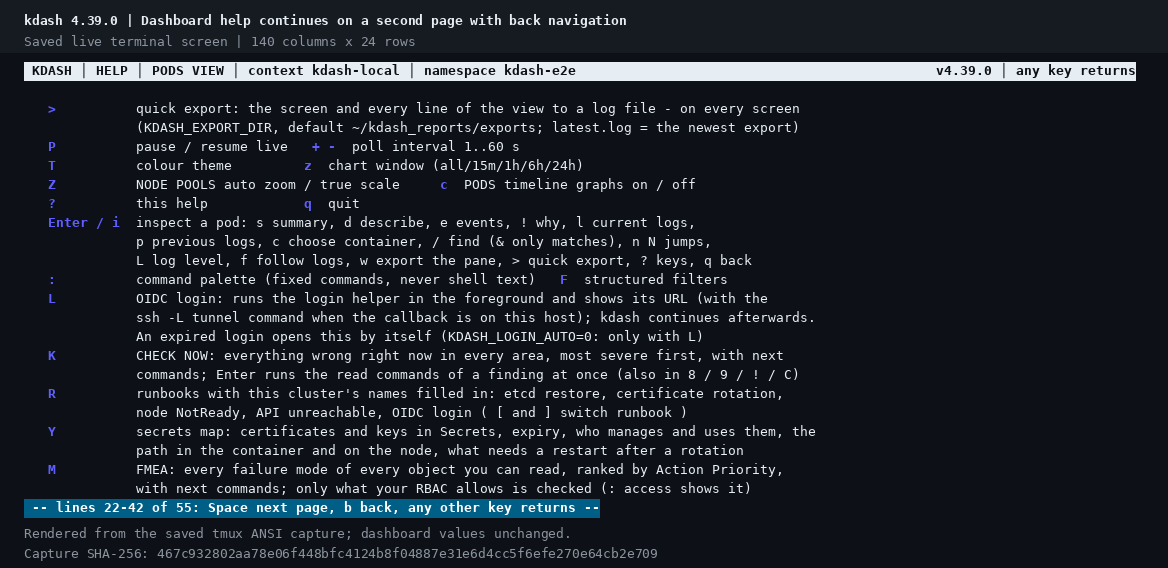 kdash 4.39.0 | Dashboard help continues on a second page with back navigation
Saved live terminal screen | 140 columns x 24 rows
KDASH │ HELP │ PODS VIEW │ context kdash-local │ namespace kdash-e2e v4.39.0 │ any key returns
> quick export: the screen and every line of the view to a log file - on every screen
(KDASH_EXPORT_DIR, default ~/kdash_reports/exports; latest.log = the newest export)
P pause / resume live + - poll interval 1..60 s
T colour theme z chart window (all/15m/1h/6h/24h)
Z NODE POOLS auto zoom / true scale c PODS timeline graphs on / off
? this help q quit
Enter / i inspect a pod: s summary, d describe, e events, ! why, l current logs,
p previous logs, c choose container, / find (& only matches), n N jumps,
L log level, f follow logs, w export the pane, > quick export, ? keys, q back
: command palette (fixed commands, never shell text) F structured filters
L OIDC login: runs the login helper in the foreground and shows its URL (with the
ssh -L tunnel command when the callback is on this host); kdash continues afterwards.
An expired login opens this by itself (KDASH_LOGIN_AUTO=0: only with L)
K CHECK NOW: everything wrong right now in every area, most severe first, with next
commands; Enter runs the read commands of a finding at once (also in 8 / 9 / ! / C)
R runbooks with this cluster's names filled in: etcd restore, certificate rotation,
node NotReady, API unreachable, OIDC login ( [ and ] switch runbook )
Y secrets map: certificates and keys in Secrets, expiry, who manages and uses them, the
path in the container and on the node, what needs a restart after a rotation
M FMEA: every failure mode of every object you can read, ranked by Action Priority,
with next commands; only what your RBAC allows is checked (: access shows it)
-- lines 22-42 of 55: Space next page, b back, any other key returns --
Rendered from the saved tmux ANSI capture; dashboard values unchanged.
Capture SHA-256: 467c932802aa78e06f448bfc4124b8f04887e31e6d4cc5f6efe270e64cb2e709